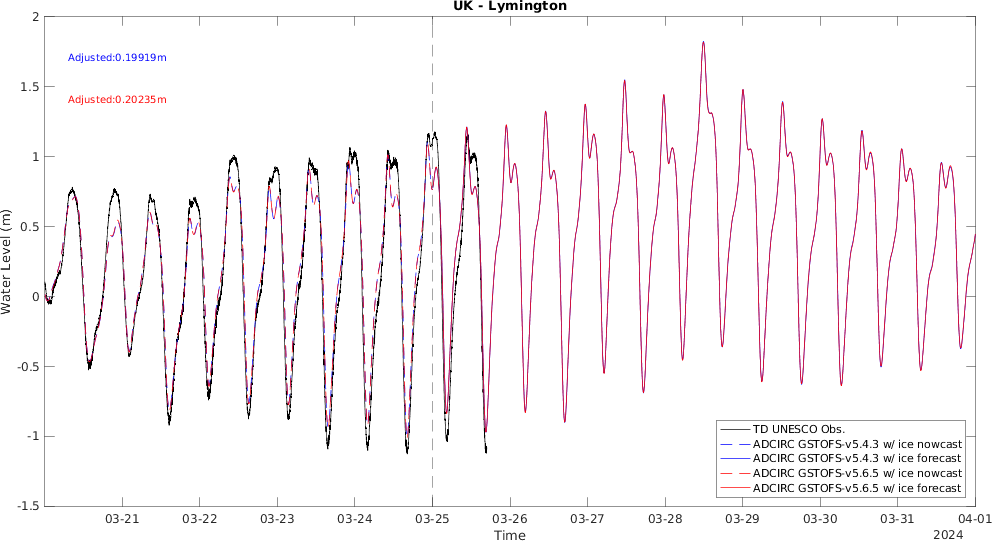 UK - Lymington
Adjusted:0.19919m
Adjusted:0.20235m
Water Level (m)
2
1.5
1
0.5
0
-0.5
-1
-1.5
03-21
03-22
03-23
03-24
03-25
03-26
03-27
03-28
03-29
03-30
03-31
04-01
Time
2024
TD UNESCO Obs.
ADCIRC GSTOFS-v5.4.3 w/ ice nowcast
ADCIRC GSTOFS-v5.4.3 w/ ice forecast
ADCIRC GSTOFS-v5.6.5 w/ ice nowcast
ADCIRC GSTOFS-v5.6.5 w/ ice forecast